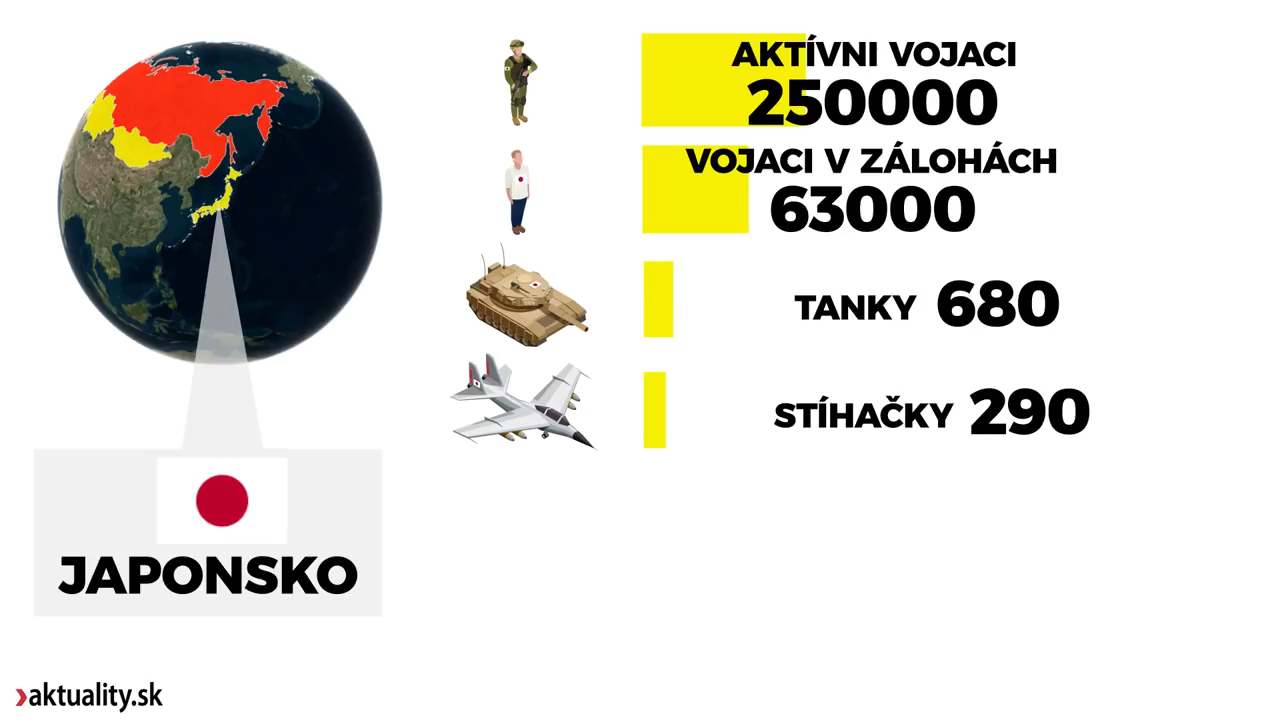 AKTÍVNI VOJACI
250000
VOJACI V ZÁLOHÁCH
63000
TANKY 680
STÍHAČKY 290
JAPONSKO
aktuality.sk